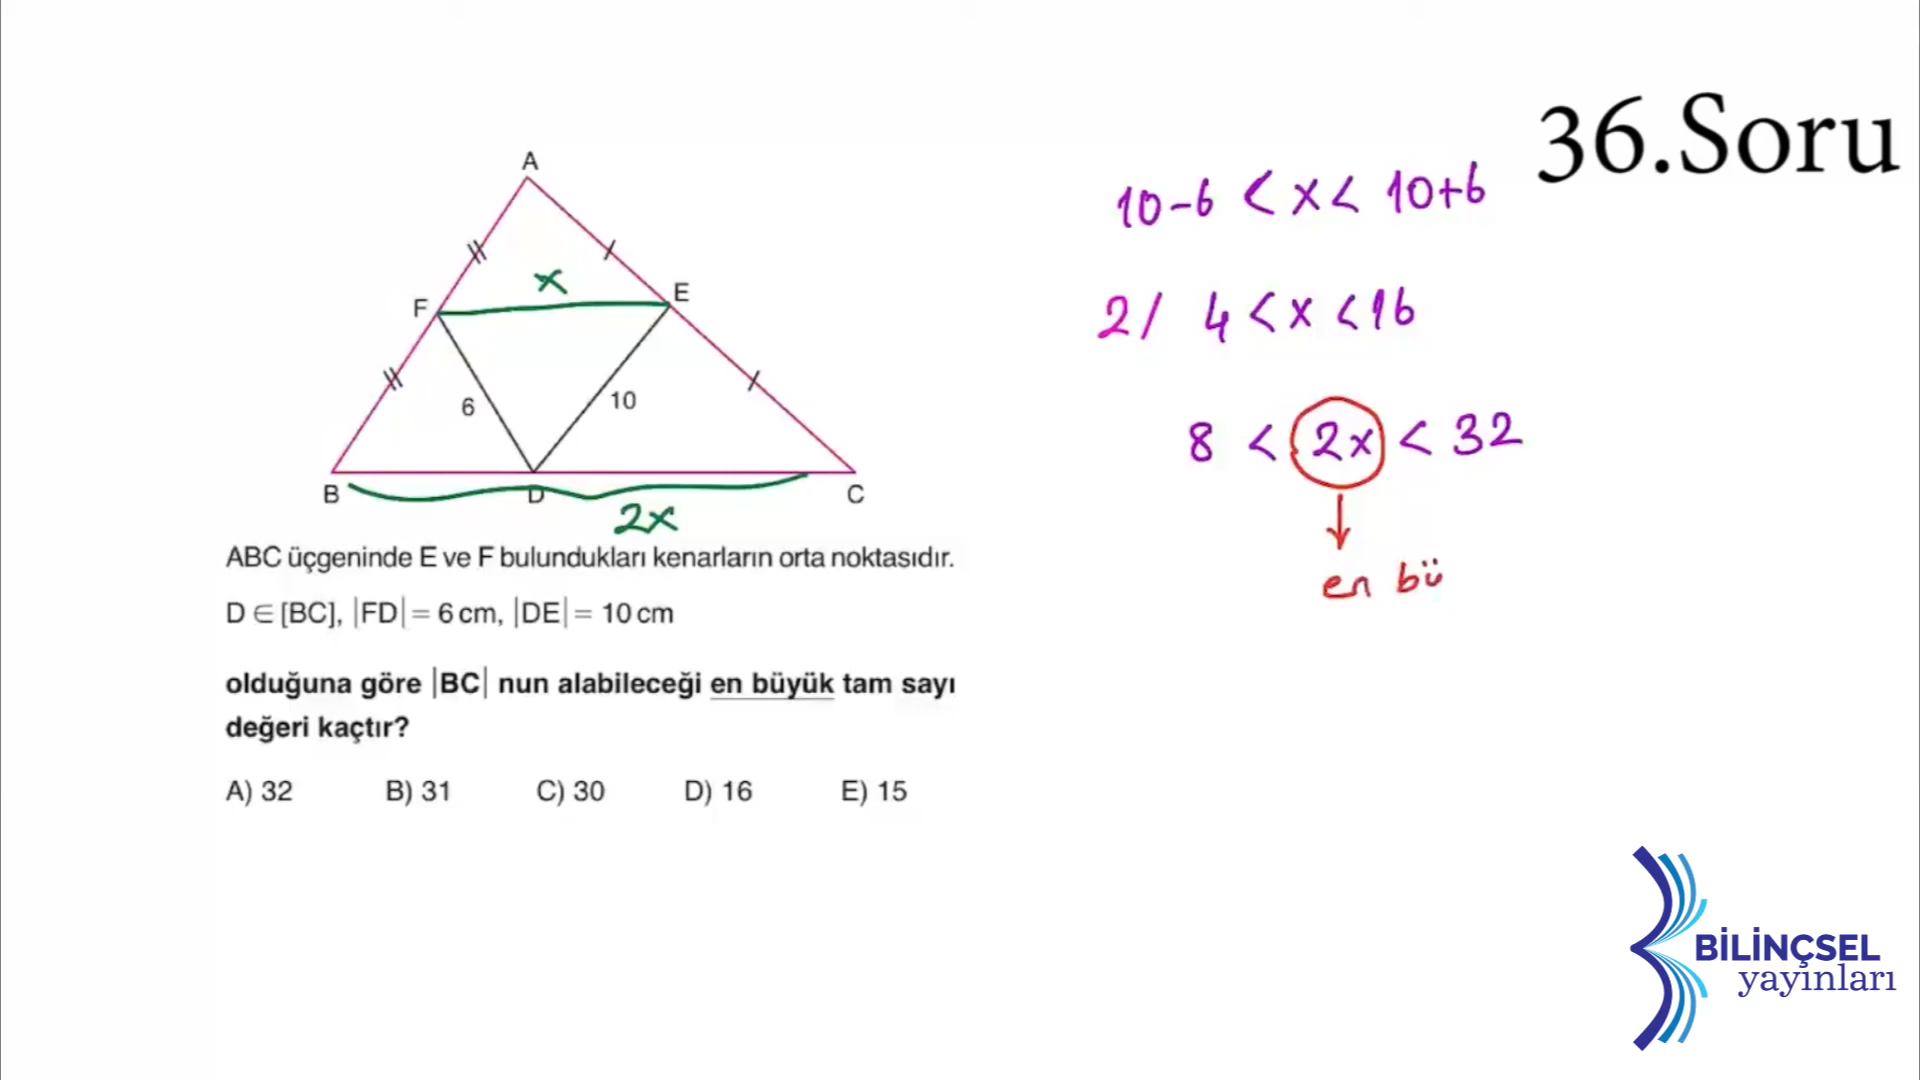 36.Soru
A
x
F
E
6
10
B
D
C
2x
10-6 < x < 10+6
2/ 4 < x < 16
8 < 2x < 32
en bü
ABC üçgeninde E ve F bulundukları kenarların orta noktasıdır.
D ∈ [BC], |FD| = 6 cm, |DE| = 10 cm
olduğuna göre |BC| nun alabileceği en büyük tam sayı
değeri kaçtır?
A) 32 B) 31 C) 30 D) 16 E) 15
BİLİNÇSEL
yayınları